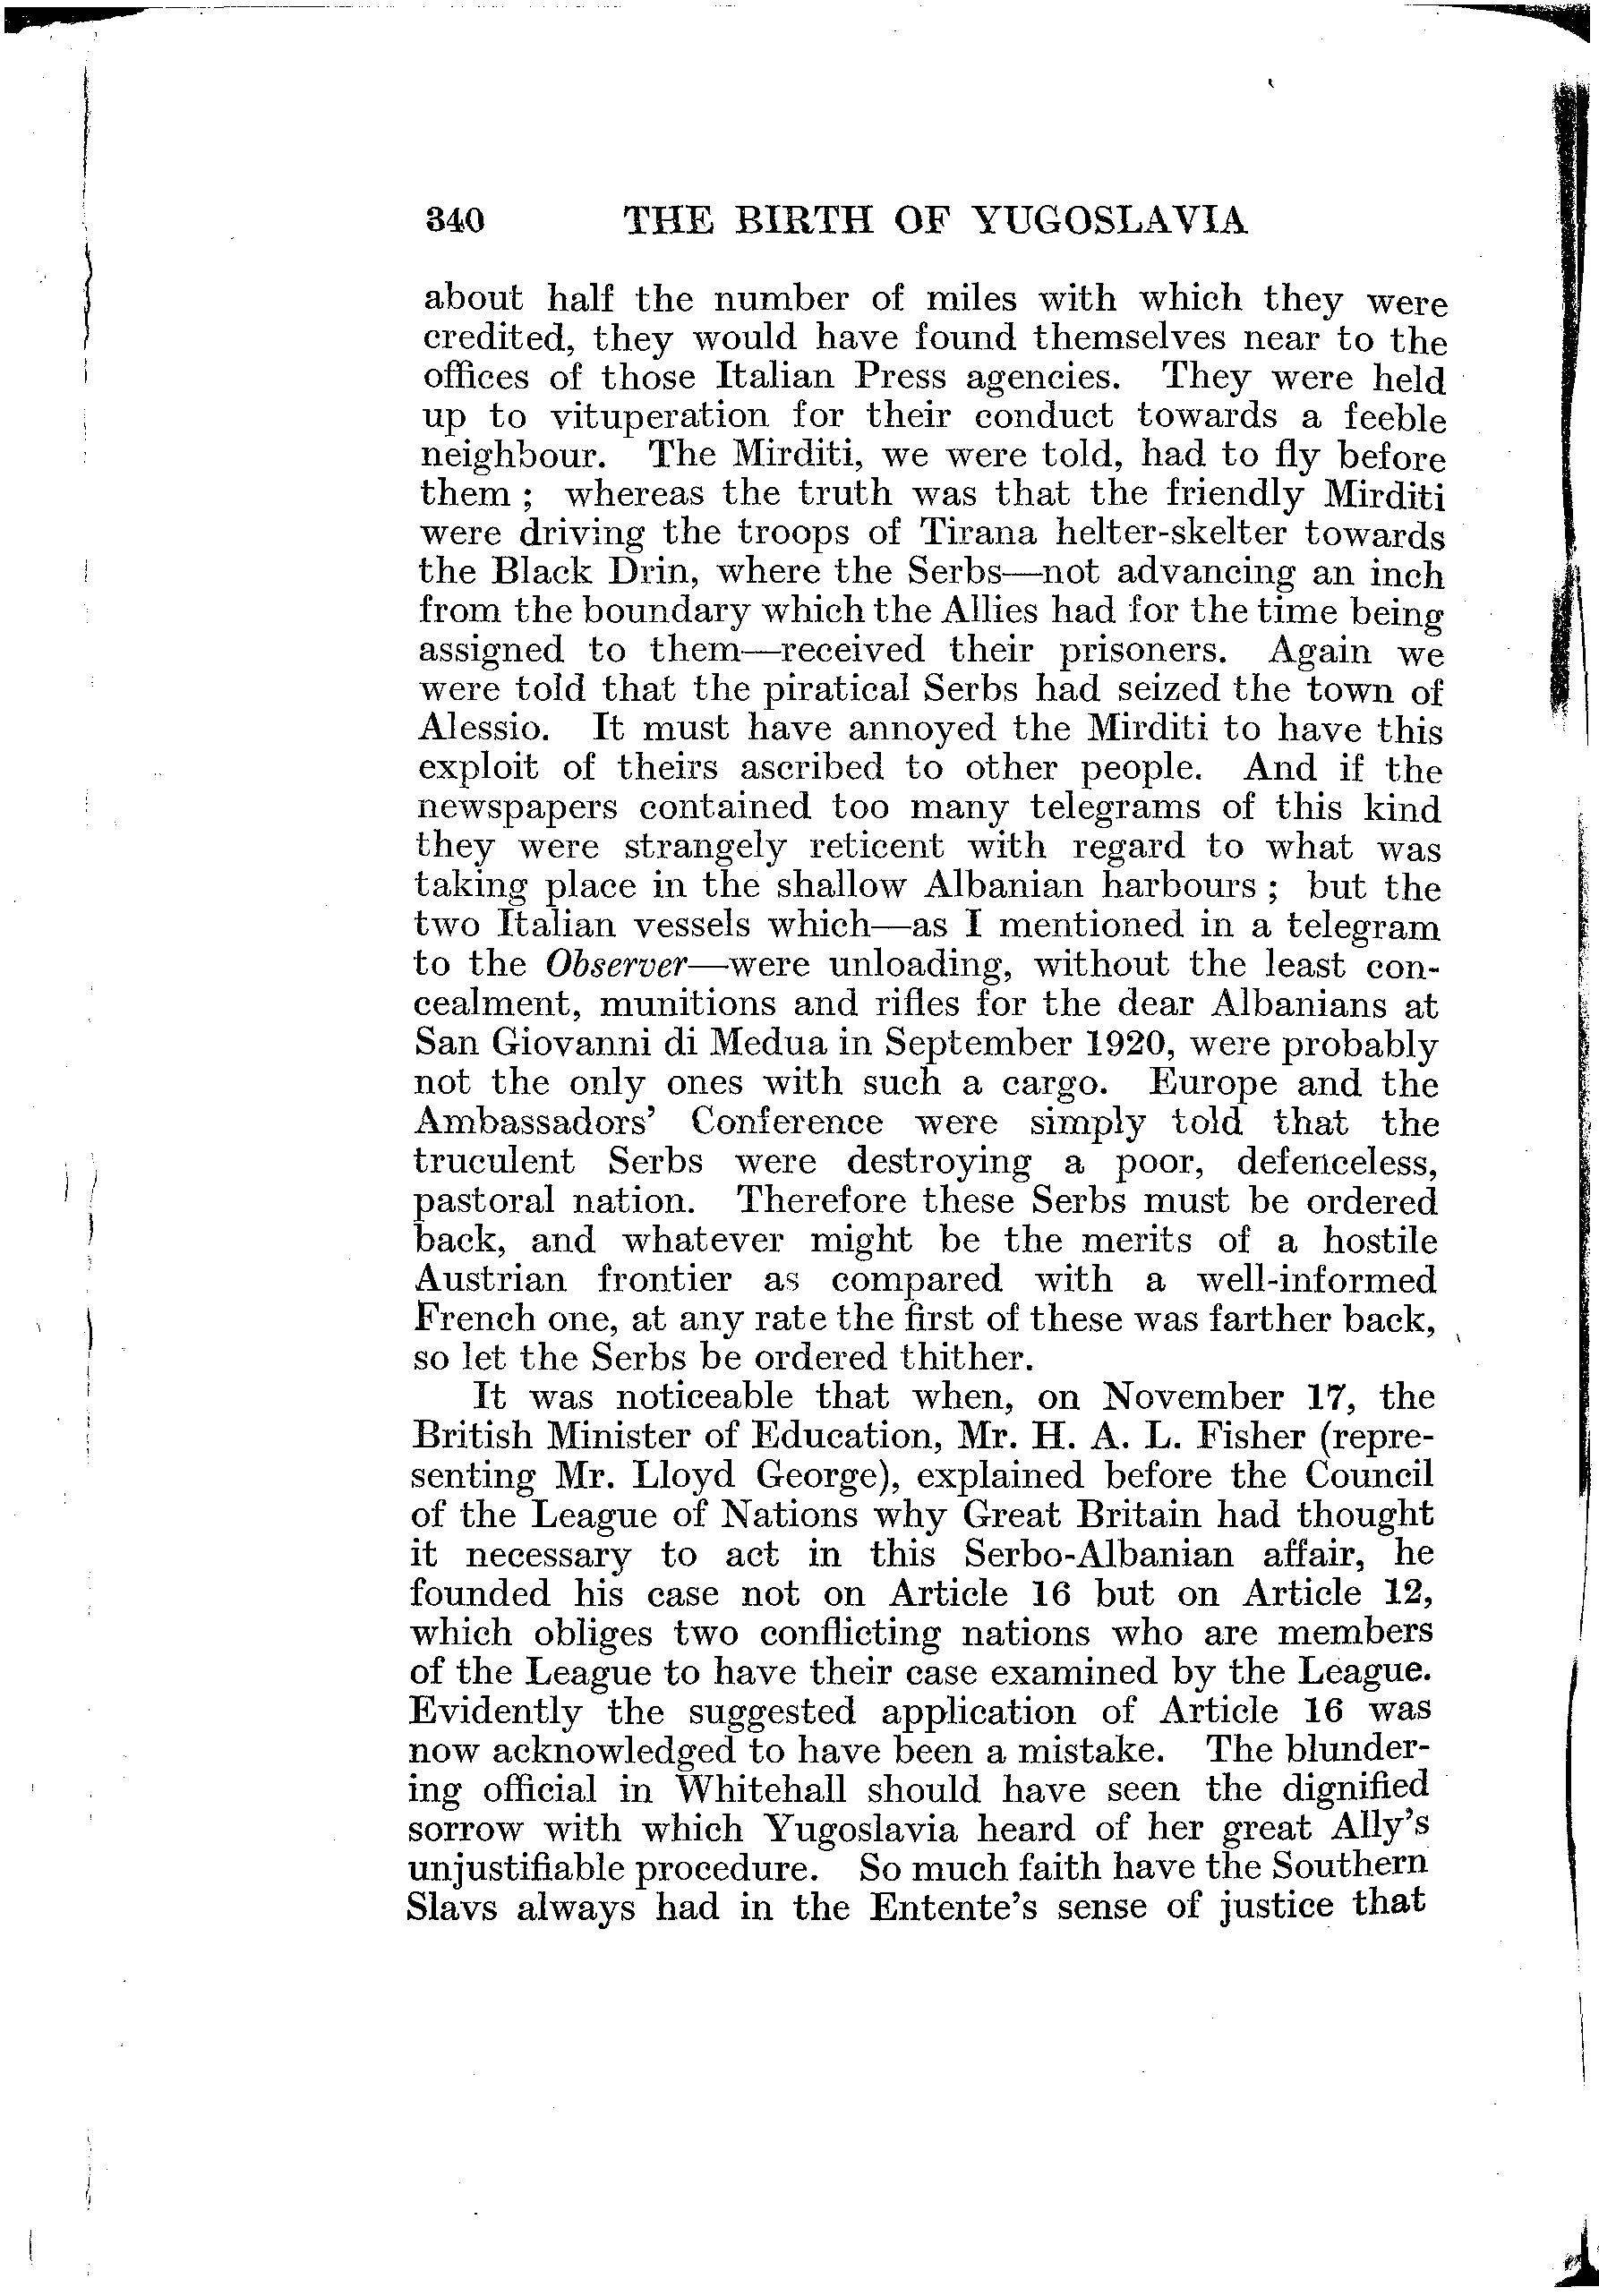 340 THE BIRTH OF YUGOSLAVIA
about half the number of miles with which they were
credited, they would have found themselves near to the
offices of those Italian Press agencies. They were held
up to vituperation for their conduct towards a feeble
neighbour. The Mirditi, we were told, had to fly before
them ; whereas the truth was that the friendly Mirditi
were driving the troops of Tirana helter-skelter towards
the Black Drin, where the Serbs—not advancing an inch
from the boundary which the Allies had for the time being
assigned to them—received their prisoners. Again we
were told that the piratical Serbs had seized the town of
Alessio. It must have annoyed the Mirditi to have this
exploit of theirs ascribed to other people. And if the
newspapers contained too many telegrams of this kind
they were strangely reticent with regard to what was
taking place in the shallow Albanian harbours ; but the
two Italian vessels which—as I mentioned in a telegram
to the Observer—were unloading, without the least con-
cealment, munitions and rifles for the dear Albanians at
San Giovanni di Medua in September 1920, were probably
not the only ones with such a cargo. Europe and the
Ambassadors' Conference were simply told that the
truculent Serbs were destroying a poor, defenceless,
pastoral nation. Therefore these Serbs must be ordered
back, and whatever might be the merits of a hostile
Austrian frontier as compared with a well-informed
French one, at any rate the first of these was farther back,
so let the Serbs be ordered thither.
It was noticeable that when, on November 17, the
British Minister of Education, Mr. H. A. L. Fisher (repre-
senting Mr. Lloyd George), explained before the Council
of the League of Nations why Great Britain had thought
it necessary to act in this Serbo-Albanian affair, he
founded his case not on Article 16 but on Article 12,
which obliges two conflicting nations who are members
of the League to have their case examined by the League.
Evidently the suggested application of Article 16 was
now acknowledged to have been a mistake. The blunder-
ing official in Whitehall should have seen the dignified
sorrow with which Yugoslavia heard of her great Ally's
unjustifiable procedure. So much faith have the Southern
Slavs always had in the Entente's sense of justice that